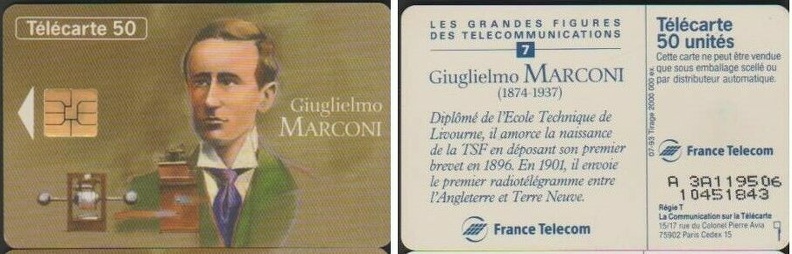 Télécarte 50
Giuglielmo
MARCONI
LES GRANDES FIGURES
DES TELECOMMUNICATIONS
7
Giuglielmo MARCONI
(1874-1937)
Diplômé de l'Ecole Technique de
Livourne, il amorce la naissance
de la TSF en déposant son premier
brevet en 1896. En 1901, il envoie
le premier radiotélégramme entre
l'Angleterre et Terre Neuve.
France Telecom
07-93 Tirage 2000 000 ex.
Télécarte
50 unités
Cette carte ne peut être vendue
que sous emballage scellé ou
par distributeur automatique.
France Telecom
A 3A119506
10451843
Régie T
La Communication sur la Télécarte
15/17 rue du Colonel Pierre Avia
75902 Paris Cedex 15